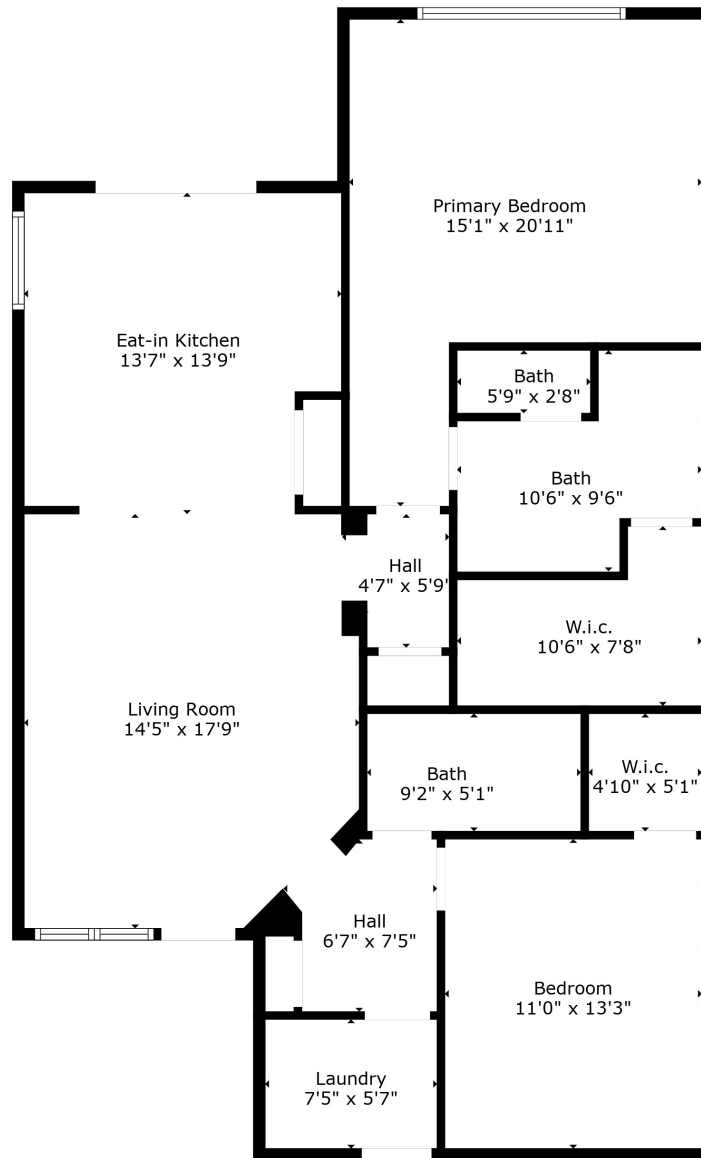 Primary Bedroom
15'1" x 20'11"
Eat-in Kitchen
13'7" x 13'9"
Bath
5'9" x 2'8"
Bath
10'6" x 9'6"
Hall
4'7" x 5'9"
W.i.c.
10'6" x 7'8"
Living Room
14'5" x 17'9"
Bath
9'2" x 5'1"
W.i.c.
4'10" x 5'1"
Hall
6'7" x 7'5"
Bedroom
11'0" x 13'3"
Laundry
7'5" x 5'7"